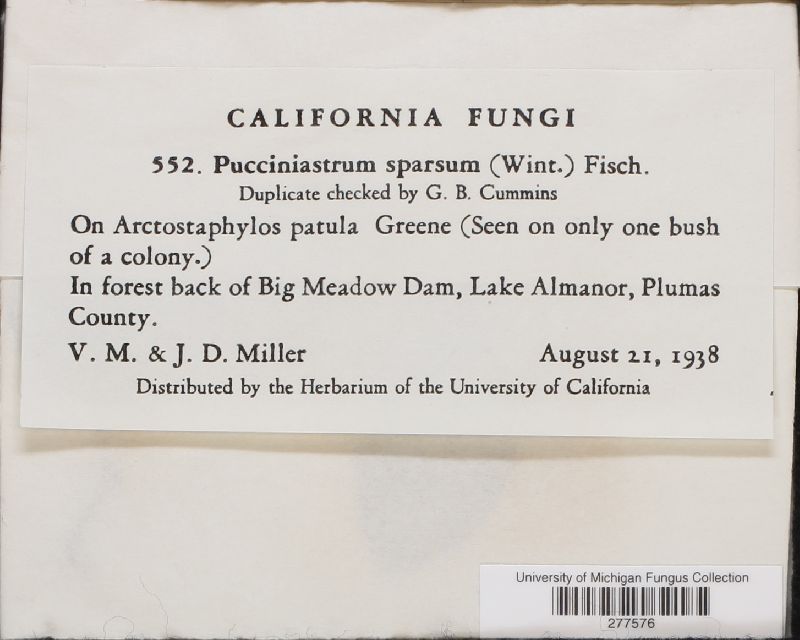 CALIFORNIA FUNGI
552. Pucciniastrum sparsum (Wint.) Fisch.
Duplicate checked by G. B. Cummins
On Arctostaphylos patula Greene (Seen on only one bush
of a colony.)
In forest back of Big Meadow Dam, Lake Almanor, Plumas
County.
V. M. & J. D. Miller August 21, 1938
Distributed by the Herbarium of the University of California
University of Michigan Fungus Collection
277576